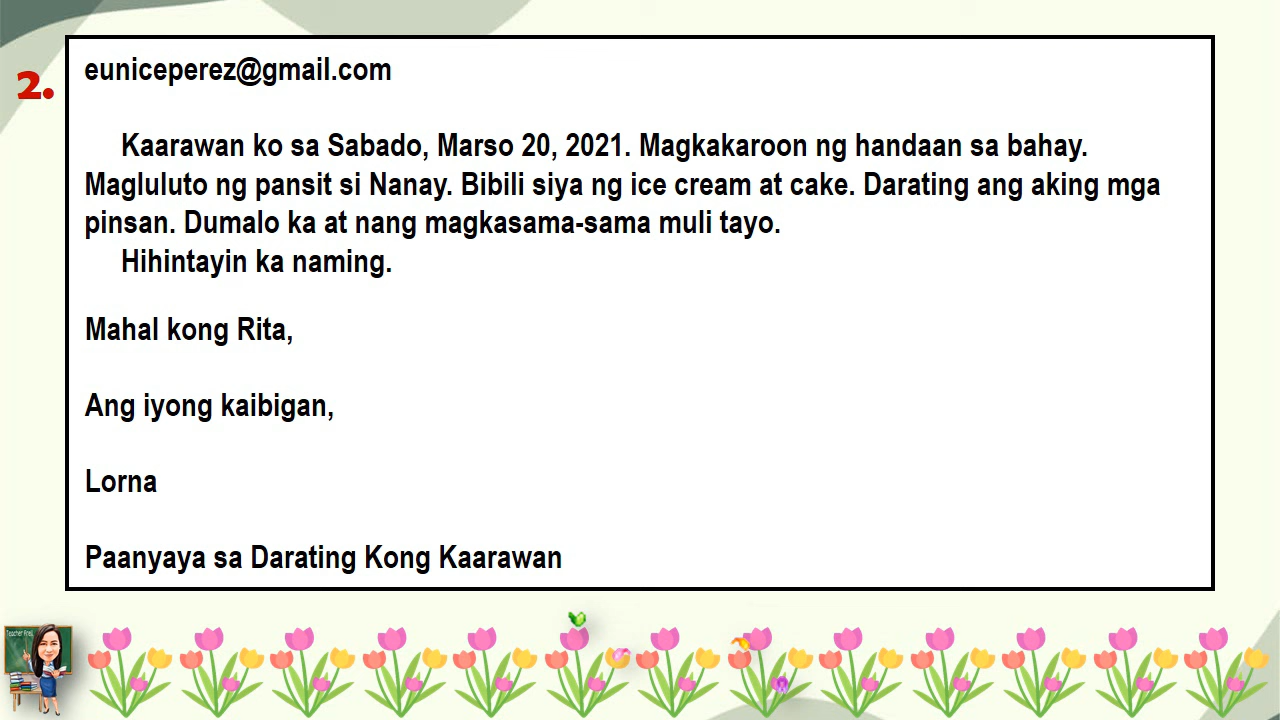 2.
euniceperez@gmail.com
Kaarawan ko sa Sabado, Marso 20, 2021. Magkakaroon ng handaan sa bahay.
Magluluto ng pansit si Nanay. Bibili siya ng ice cream at cake. Darating ang aking mga
pinsan. Dumalo ka at nang magkasama-sama muli tayo.
Hihintayin ka naming.
Mahal kong Rita,
Ang iyong kaibigan,
Lorna
Paanyaya sa Darating Kong Kaarawan